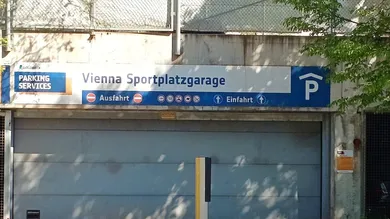 PARKING
SERVICES
Vienna Sportplatzgarage
P
Ausfahrt
Einfahrt